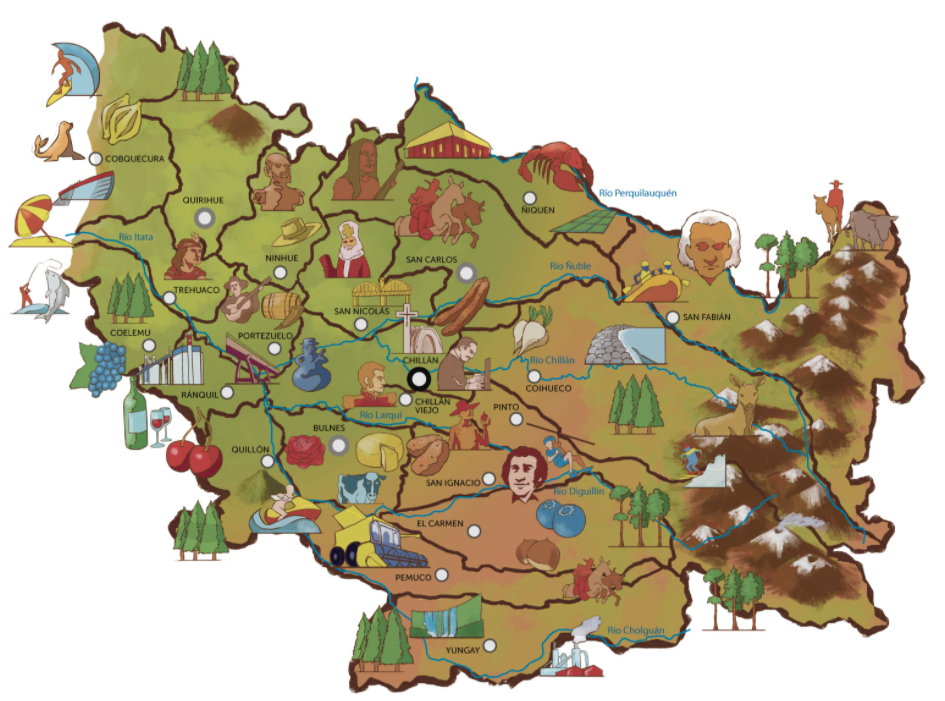 COBQUECURA
Río Perquilauquén
ÑIQUEN
QUIRIHUE
Río Itata
NINHUE
SAN CARLOS
Río Ñuble
TREHUACO
SAN NICOLÁS
SAN FABIÁN
COELEMU
PORTEZUELO
CHILLÁN
Río Chillán
COIHUECO
RÁNQUIL
CHILLÁN
VIEJO
Río Larqui
PINTO
BULNES
QUILLÓN
SAN IGNACIO
Río Diguillín
EL CARMEN
PEMUCO
Río Cholguán
YUNGAY